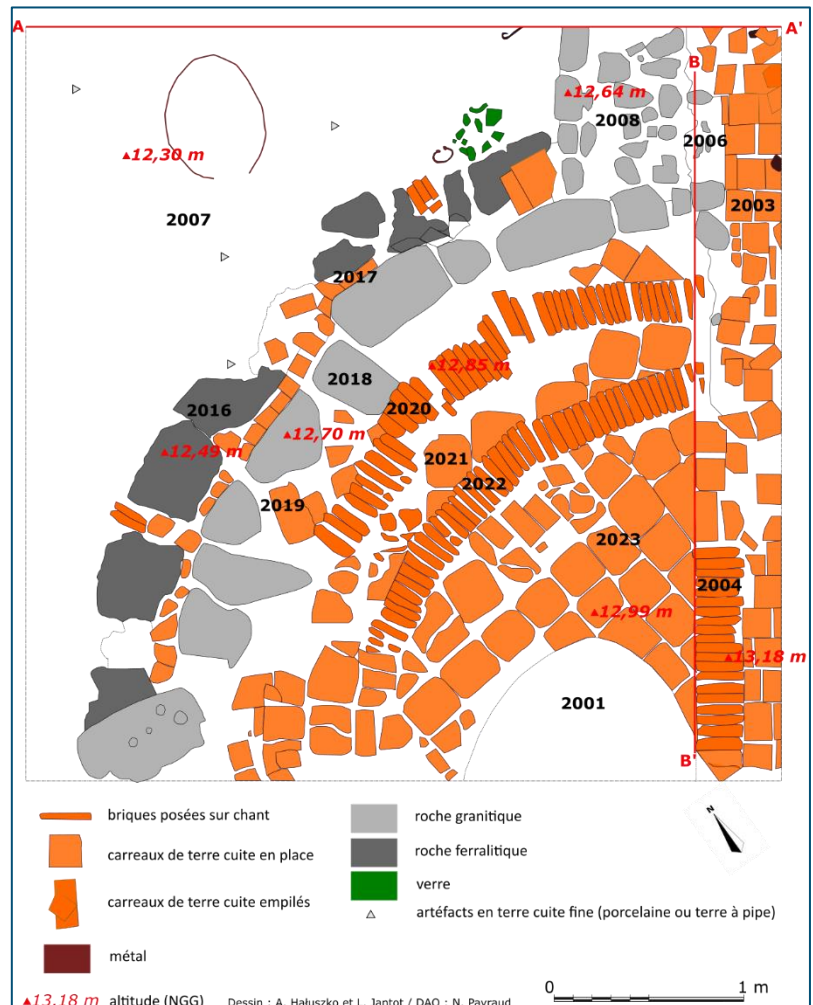 A A'
B
▲12,64 m
2008
2006
▲12,30 m
2003
2007
2017
2018
▲12,85 m
2020
2016
▲12,70 m
▲12,49 m
2021
2022
2019
2023
2004
▲12,99 m
▲13,18 m
2001
B'
briques posées sur chant
carreaux de terre cuite en place
carreaux de terre cuite empilés
métal
▲13,18 m altitude (NGG)
roche granitique
roche ferralitique
verre
artéfacts en terre cuite fine (porcelaine ou terre à pipe)
N
Dessin : A. Hałuszko et L. Jantot / DAO : N. Payraud
0 1 m